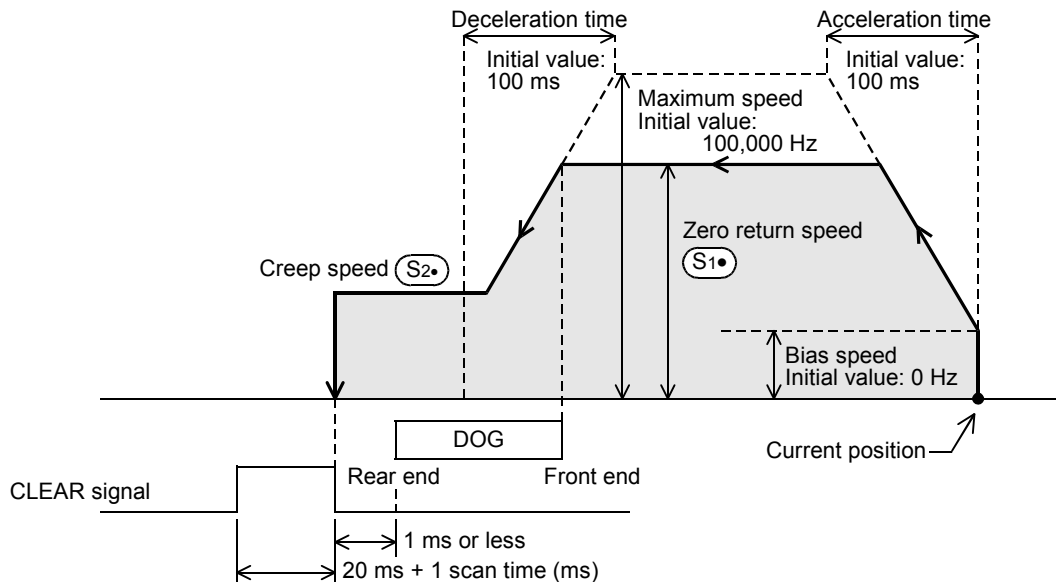 Deceleration time
Acceleration time
Initial value:
100 ms
Initial value:
100 ms
Maximum speed
Initial value:
100,000 Hz
Zero return speed
S1•
Creep speed S2•
Bias speed
Initial value: 0 Hz
DOG
Current position
Rear end
Front end
CLEAR signal
1 ms or less
20 ms + 1 scan time (ms)